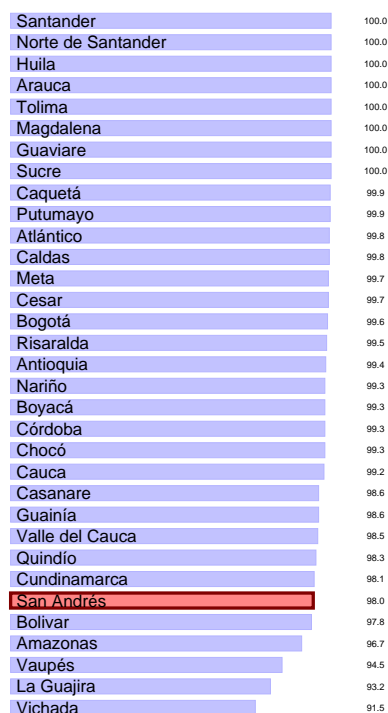 Santander 100.0
Norte de Santander 100.0
Huila 100.0
Arauca 100.0
Tolima 100.0
Magdalena 100.0
Guaviare 100.0
Sucre 100.0
Caquetá 99.9
Putumayo 99.9
Atlántico 99.8
Caldas 99.8
Meta 99.7
Cesar 99.7
Bogotá 99.6
Risaralda 99.5
Antioquia 99.4
Nariño 99.3
Boyacá 99.3
Córdoba 99.3
Chocó 99.3
Cauca 99.2
Casanare 98.6
Guainía 98.6
Valle del Cauca 98.5
Quindío 98.3
Cundinamarca 98.1
San Andrés 98.0
Bolivar 97.8
Amazonas 96.7
Vaupés 94.5
La Guajira 93.2
Vichada 91.5